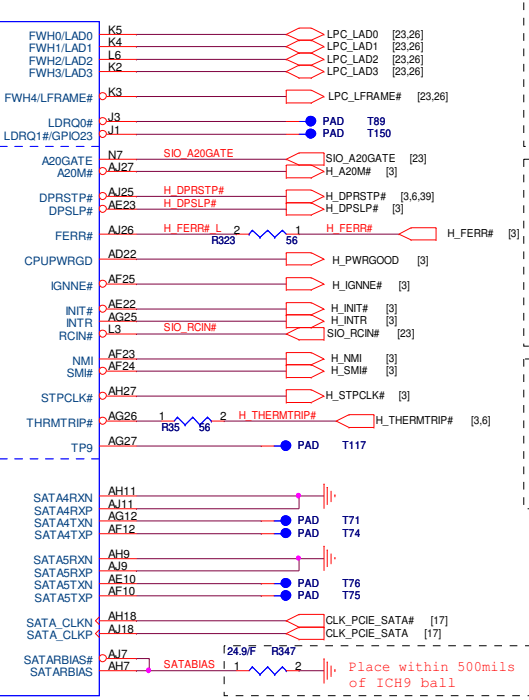 FWH0/LAD0 K5 LPC_LAD0 [23,26]
FWH1/LAD1 K4 LPC_LAD1 [23,26]
FWH2/LAD2 L6 LPC_LAD2 [23,26]
FWH3/LAD3 K2 LPC_LAD3 [23,26]
FWH4/LFRAME# K3 LPC_LFRAME# [23,26]
LDRQ0# J3 PAD T89
LDRQ1#/GPIO23 J1 PAD T150
A20GATE N7 SIO_A20GATE SIO_A20GATE [23]
A20M# AJ27 H_A20M# [3]
DPRSTP# AJ25 H_DPRSTP# H_DPRSTP# [3,6,39]
DPSLP# AE23 H_DPSLP# H_DPSLP# [3]
FERR# AJ26 H_FERR#_L 2 1 H_FERR# H_FERR# [3]
R323 56
CPUPWRGD AD22 H_PWRGOOD [3]
IGNNE# AF25 H_IGNNE# [3]
INIT# AE22 H_INIT# [3]
INTR AG25 H_INTR [3]
RCIN# L3 SIO_RCIN# SIO_RCIN# [23]
NMI AF23 H_NMI [3]
SMI# AF24 H_SMI# [3]
STPCLK# AH27 H_STPCLK# [3]
THRMTRIP# AG26 1 2 H_THERMTRIP# H_THERMTRIP# [3,6]
R35 56
TP9 AG27 PAD T117
SATA4RXN AH11
SATA4RXP AJ11
SATA4TXN AG12 PAD T71
SATA4TXP AF12 PAD T74
SATA5RXN AH9
SATA5RXP AJ9
SATA5TXN AE10 PAD T76
SATA5TXP AF10 PAD T75
SATA_CLKN AH18 CLK_PCIE_SATA# [17]
SATA_CLKP AJ18 CLK_PCIE_SATA [17]
24.9/F R347
SATARBIAS# AJ7
SATARBIAS AH7 SATABIAS 1 2
Place within 500mils
of ICH9 ball